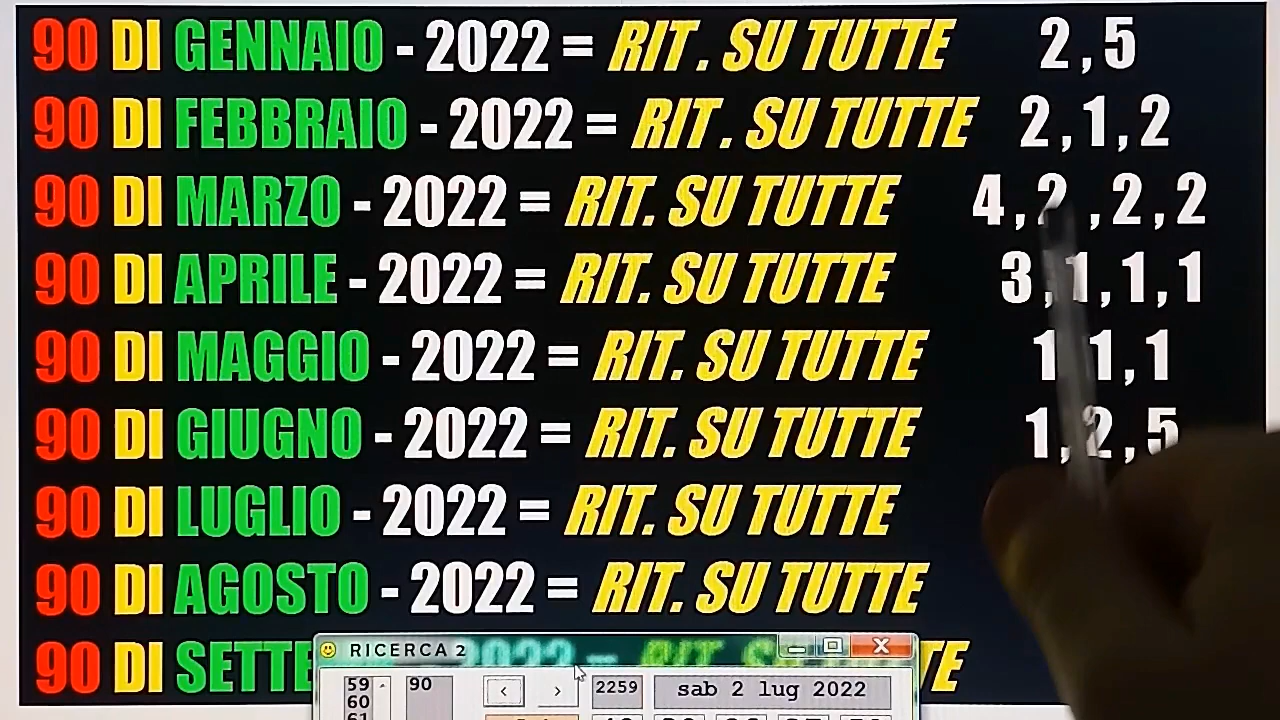 90 DI GENNAIO - 2022 = RIT . SU TUTTE 2 , 5
90 DI FEBBRAIO - 2022 = RIT. SU TUTTE 2 , 1 , 2
90 DI MARZO - 2022 = RIT. SU TUTTE 4 , 2 , 2 , 2
90 DI APRILE - 2022 = RIT. SU TUTTE 3 , 1 , 1 , 1
90 DI MAGGIO - 2022 = RIT. SU TUTTE 1 , 1 , 1
90 DI GIUGNO - 2022 = RIT. SU TUTTE 1 , 2 , 5
90 DI LUGLIO - 2022 = RIT. SU TUTTE
90 DI AGOSTO - 2022 = RIT. SU TUTTE
90 DI SETTE
RICERCA 2
59 90 < > 2259 sab 2 lug 2022
60